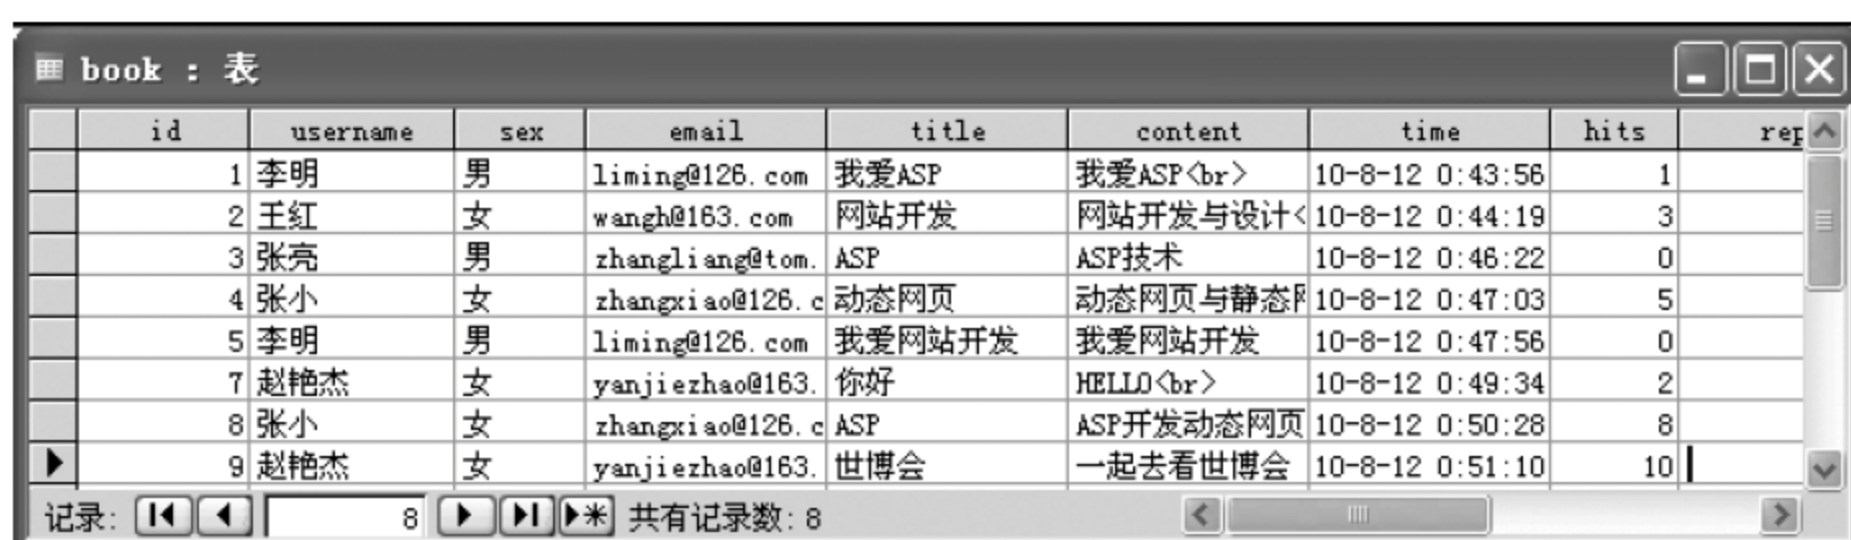 book : 表
id username sex email title content time hits rep
1 李明 男 liming@126.com 我爱ASP 我爱ASP<br> 10-8-12 0:43:56 1
2 王红 女 wangh@163.com 网站开发 网站开发与设计< 10-8-12 0:44:19 3
3 张亮 男 zhangliang@tom. ASP ASP技术 10-8-12 0:46:22 0
4 张小 女 zhangxiao@126.c 动态网页 动态网页与静态 10-8-12 0:47:03 5
5 李明 男 liming@126.com 我爱网站开发 我爱网站开发 10-8-12 0:47:56 0
7 赵艳杰 女 yanjiezhao@163. 你好 HELLO<br> 10-8-12 0:49:34 2
8 张小 女 zhangxiao@126.c ASP ASP开发动态网页 10-8-12 0:50:28 8
9 赵艳杰 女 yanjiezhao@163. 世博会 一起去看世博会 10-8-12 0:51:10 10
记录: 8 共有记录数: 8